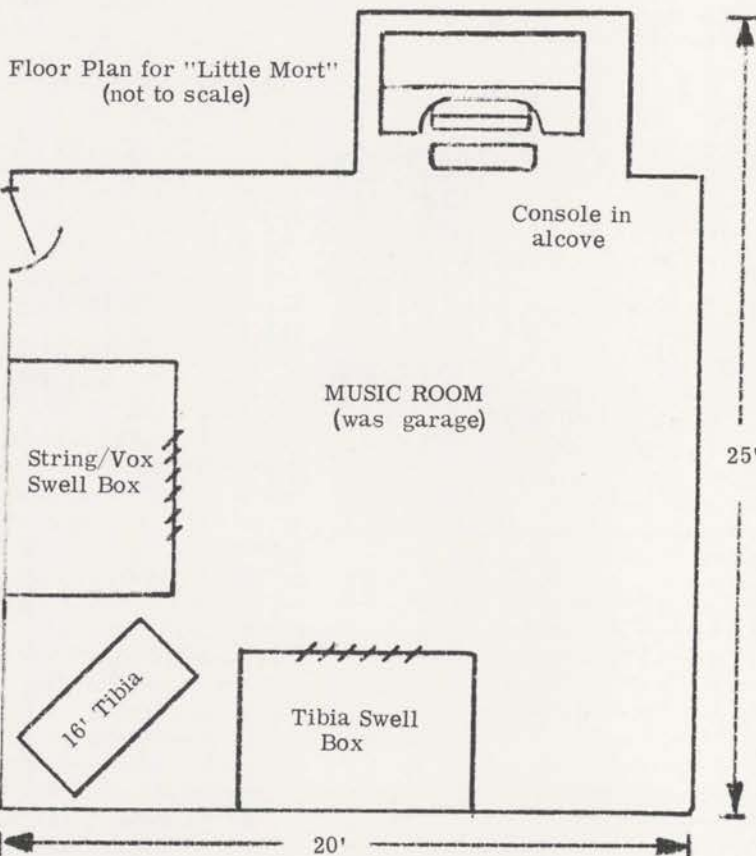 Floor Plan for "Little Mort"
(not to scale)
Console in
alcove
MUSIC ROOM
(was garage)
25'
String/Vox
Swell Box
16' Tibia
Tibia Swell
Box
20'